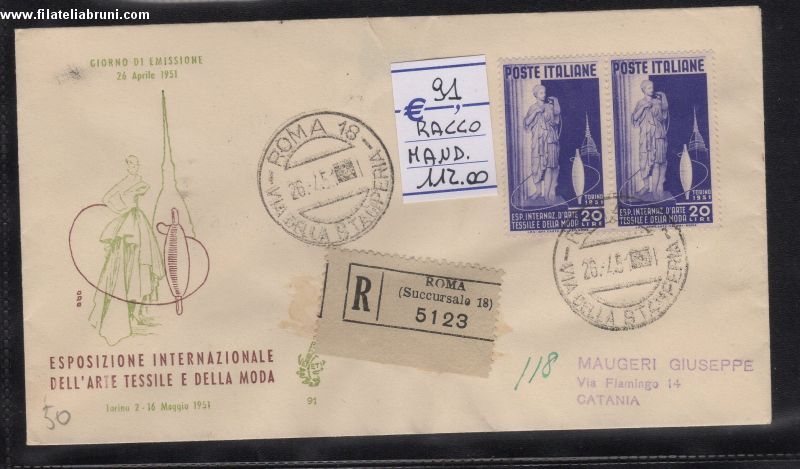 www.filateliabruni.com
GIORNO DI EMISSIONE
26 Aprile 1951
€ 91,
RACCO
MAND.
112.00
POSTE ITALIANE
TORINO
1951
ESP. INTERNAZ. D'ARTE
TESSILE E DELLA MODA
20
LIRE
POSTE ITALIANE
TORINO
1951
ESP. INTERNAZ. D'ARTE
TESSILE E DELLA MODA
20
LIRE
ROMA 18
26.4.51
VIA DELLA STAMPERIA
26.4.51
VIA DELLA STAMPERIA
R
ROMA
(Succursale 18)
5123
ESPOSIZIONE INTERNAZIONALE
DELL'ARTE TESSILE E DELLA MODA
Torino 2-16 Maggio 1951
91
50
118
MAUGERI GIUSEPPE
Via Flamingo 14
CATANIA